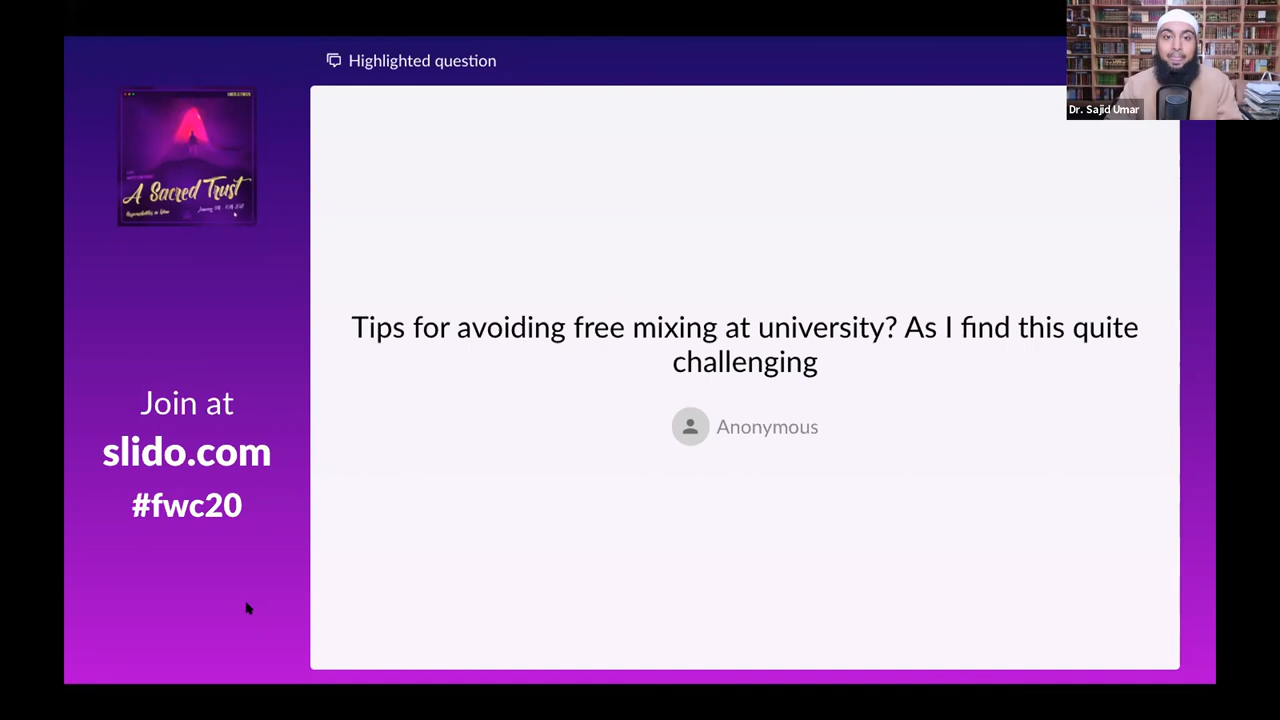 Highlighted question
Dr. Sajid Umar
A Sacred Trust
Tips for avoiding free mixing at university? As I find this quite
challenging
Anonymous
Join at
slido.com
#fwc20